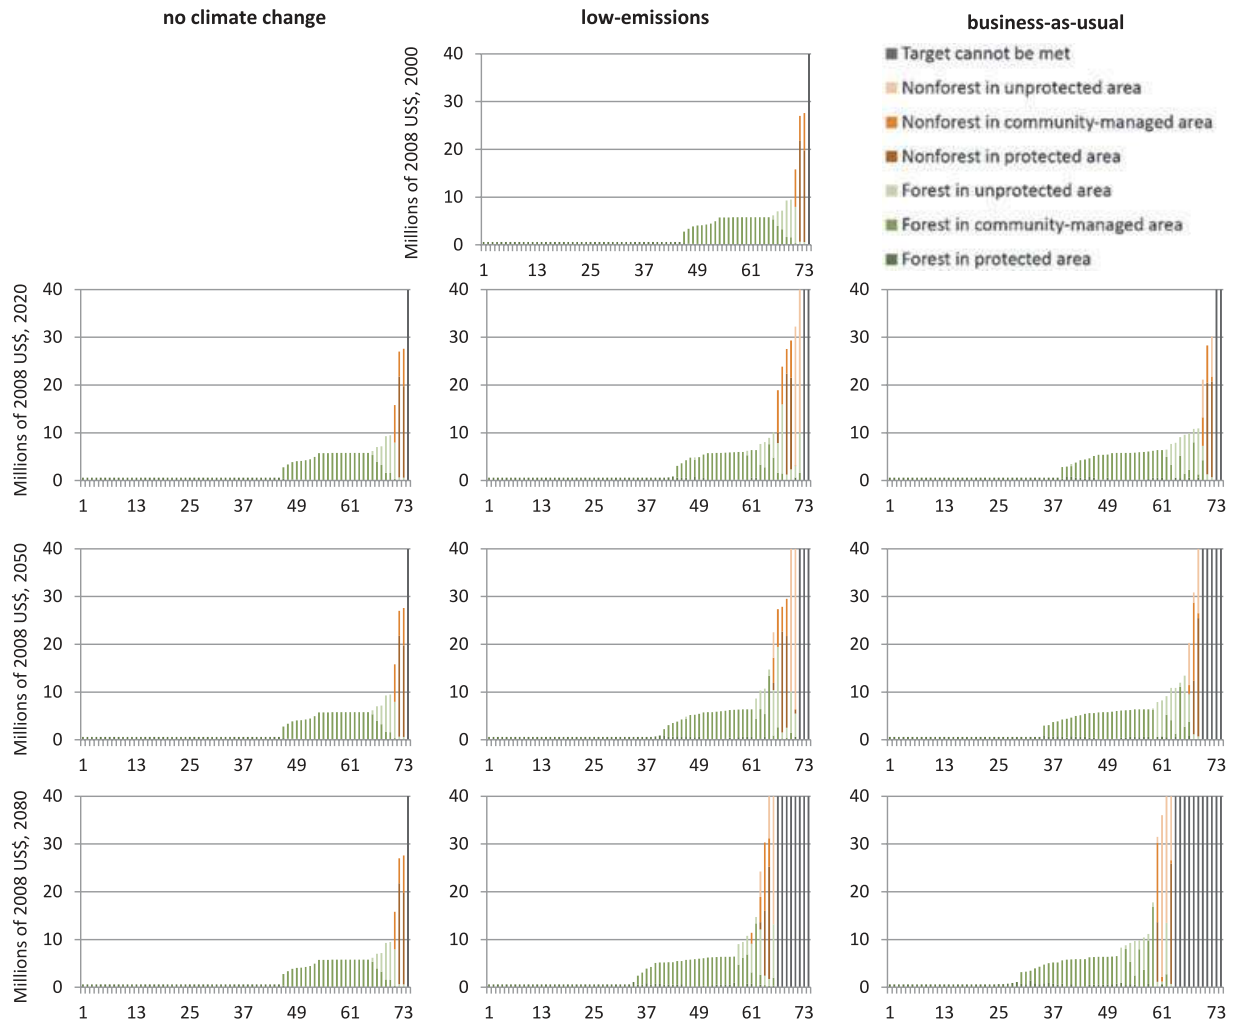 no climate change
low-emissions
business-as-usual
Millions of 2008 US$, 2000
40
30
20
10
0
1 13 25 37 49 61 73
Target cannot be met
Nonforest in unprotected area
Nonforest in community-managed area
Nonforest in protected area
Forest in unprotected area
Forest in community-managed area
Forest in protected area
Millions of 2008 US$, 2020
40
30
20
10
0
1 13 25 37 49 61 73
40
30
20
10
0
1 13 25 37 49 61 73
40
30
20
10
0
1 13 25 37 49 61 73
Millions of 2008 US$, 2050
40
30
20
10
0
1 13 25 37 49 61 73
40
30
20
10
0
1 13 25 37 49 61 73
40
30
20
10
0
1 13 25 37 49 61 73
Millions of 2008 US$, 2080
40
30
20
10
0
1 13 25 37 49 61 73
40
30
20
10
0
1 13 25 37 49 61 73
40
30
20
10
0
1 13 25 37 49 61 73